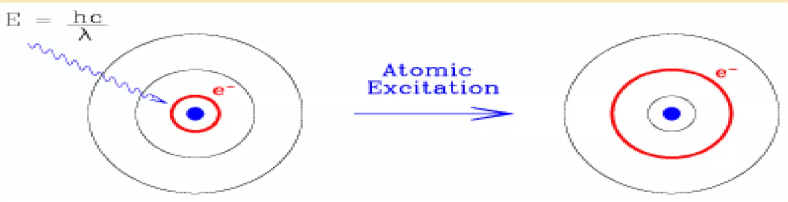 E = hc
λ
e⁻
Atomic
Excitation
e⁻